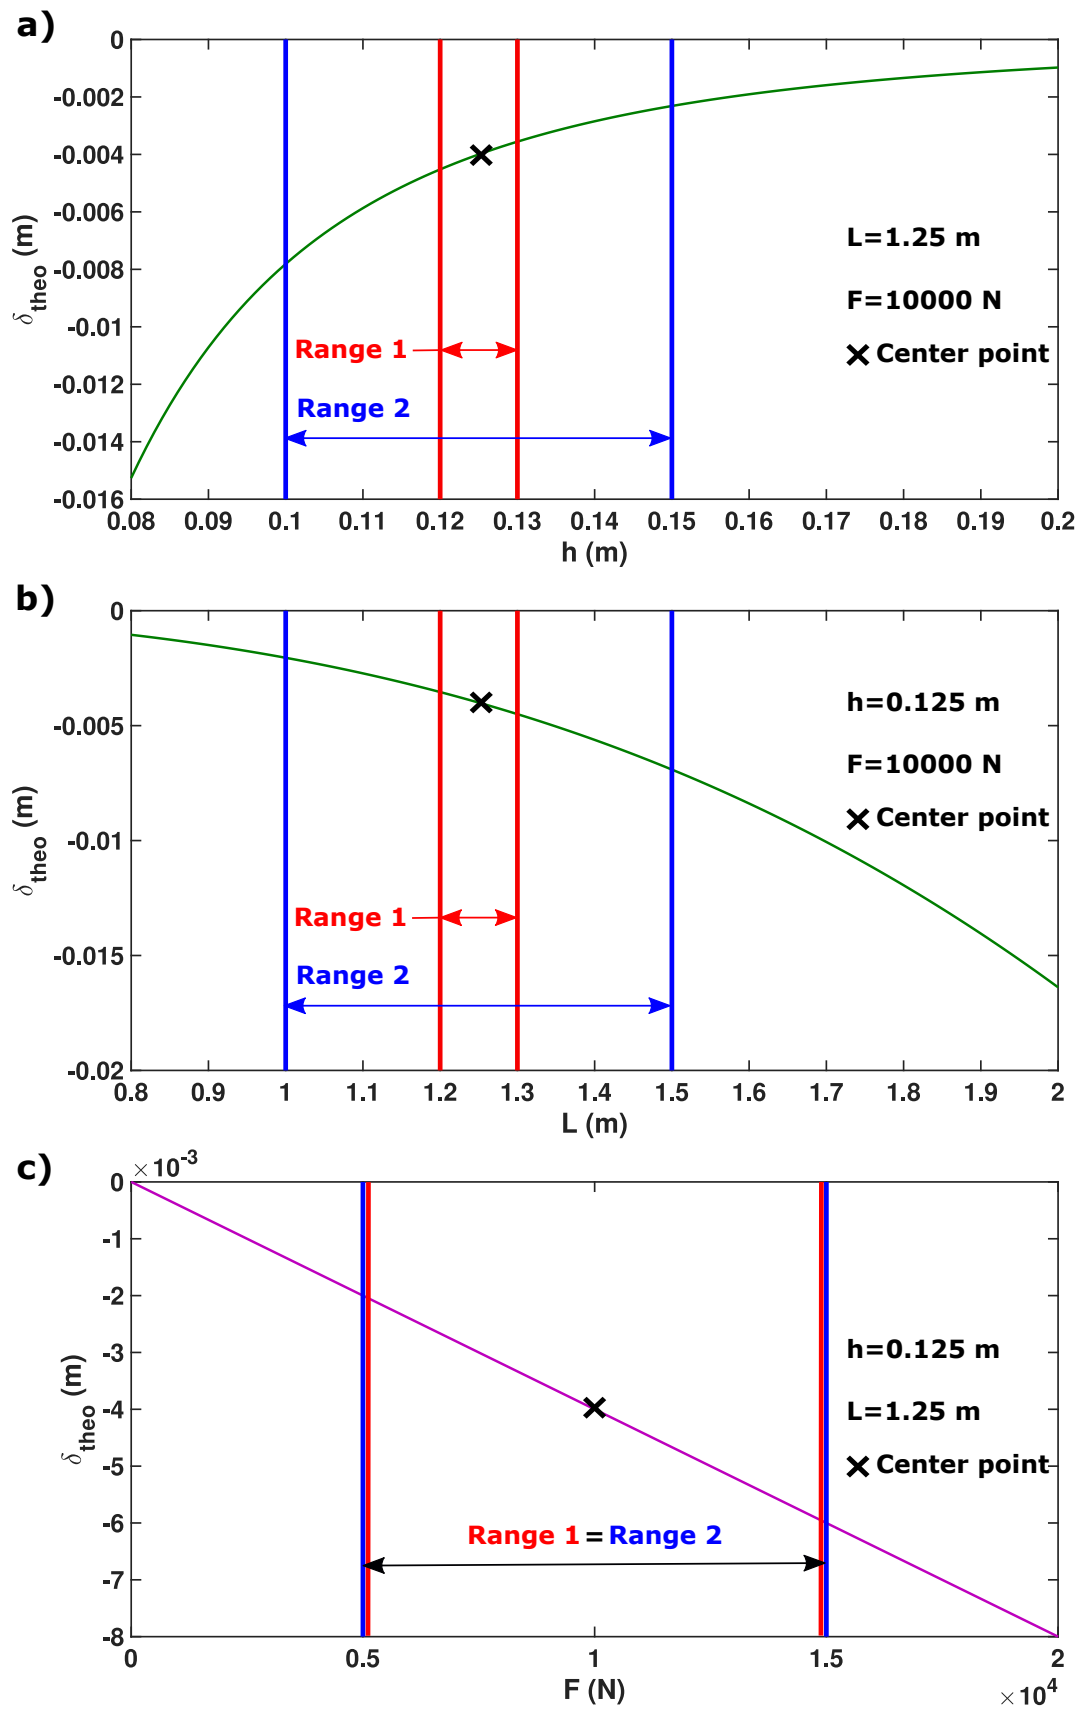 a)
0
-0.002
-0.004
-0.006
-0.008
-0.01
-0.012
-0.014
-0.016
δtheo (m)
L=1.25 m
F=10000 N
Center point
Range 1
Range 2
0.08 0.09 0.1 0.11 0.12 0.13 0.14 0.15 0.16 0.17 0.18 0.19 0.2
h (m)
b)
0
-0.005
-0.01
-0.015
-0.02
δtheo (m)
h=0.125 m
F=10000 N
Center point
Range 1
Range 2
0.8 0.9 1 1.1 1.2 1.3 1.4 1.5 1.6 1.7 1.8 1.9 2
L (m)
c)
×10-3
0
-1
-2
-3
-4
-5
-6
-7
-8
δtheo (m)
h=0.125 m
L=1.25 m
Center point
Range 1 = Range 2
0 0.5 1 1.5 2
F (N)
×104